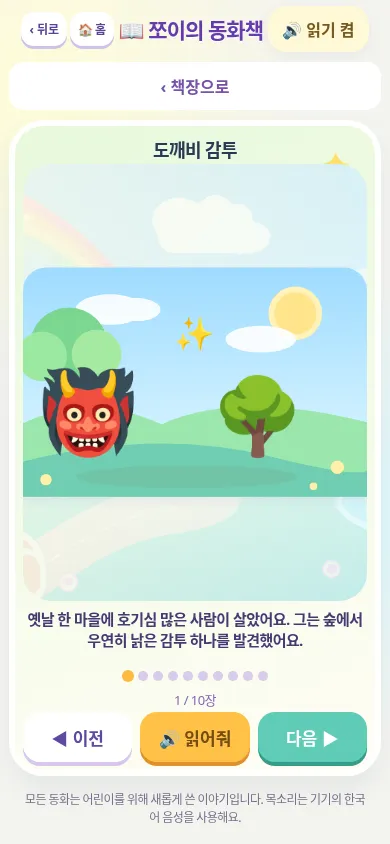 ‹ 뒤로
🏠 홈
📖 쪼이의 동화책
🔊 읽기 켬
‹ 책장으로
도깨비 감투
옛날 한 마을에 호기심 많은 사람이 살았어요. 그는 숲에서
우연히 낡은 감투 하나를 발견했어요.
1 / 10장
◀ 이전
🔊 읽어줘
다음 ▶
모든 동화는 어린이를 위해 새롭게 쓴 이야기입니다. 목소리는 기기의 한국
어 음성을 사용해요.